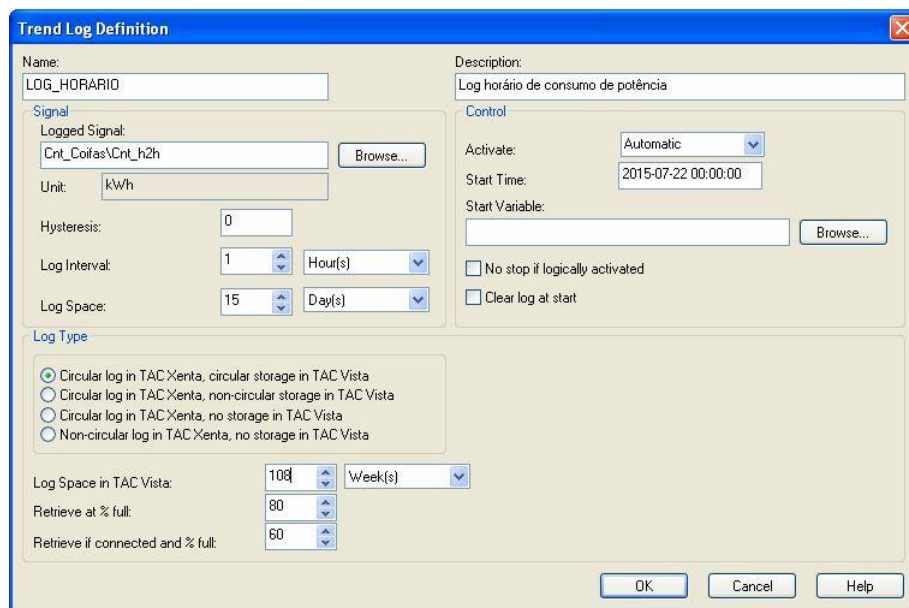 Trend Log Definition
Name:
LOG_HORARIO
Description:
Log horário de consumo de potência
Signal
Logged Signal:
Cnt_Coifas\Cnt_h2h
Browse...
Unit: kWh
Hysteresis: 0
Log Interval: 1 Hour(s)
Log Space: 15 Day(s)
Control
Activate: Automatic
Start Time: 2015-07-22 00:00:00
Start Variable:
Browse...
No stop if logically activated
Clear log at start
Log Type
Circular log in TAC Xenta, circular storage in TAC Vista
Circular log in TAC Xenta, non-circular storage in TAC Vista
Circular log in TAC Xenta, no storage in TAC Vista
Non-circular log in TAC Xenta, no storage in TAC Vista
Log Space in TAC Vista: 108 Week(s)
Retrieve at % full: 80
Retrieve if connected and % full: 60
OK Cancel Help